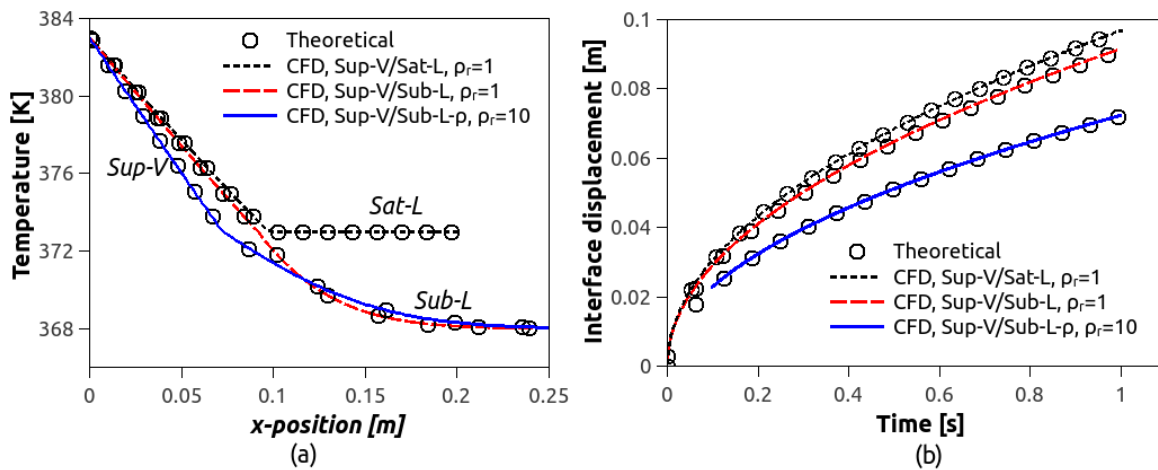 384
380
376
372
368
Temperature [K]
Theoretical
CFD, Sup-V/Sat-L, ρr=1
CFD, Sup-V/Sub-L, ρr=1
CFD, Sup-V/Sub-L-ρ, ρr=10
Sup-V
Sat-L
Sub-L
0 0.05 0.1 0.15 0.2 0.25
x-position [m]
(a)
0.1
0.08
0.06
0.04
0.02
0
Interface displacement [m]
Theoretical
CFD, Sup-V/Sat-L, ρr=1
CFD, Sup-V/Sub-L, ρr=1
CFD, Sup-V/Sub-L-ρ, ρr=10
0 0.2 0.4 0.6 0.8 1
Time [s]
(b)